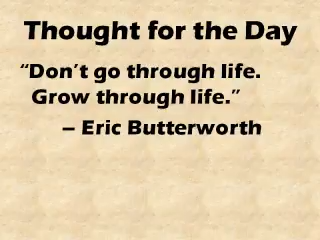 Thought for the Day
“Don’t go through life.
Grow through life.”
– Eric Butterworth